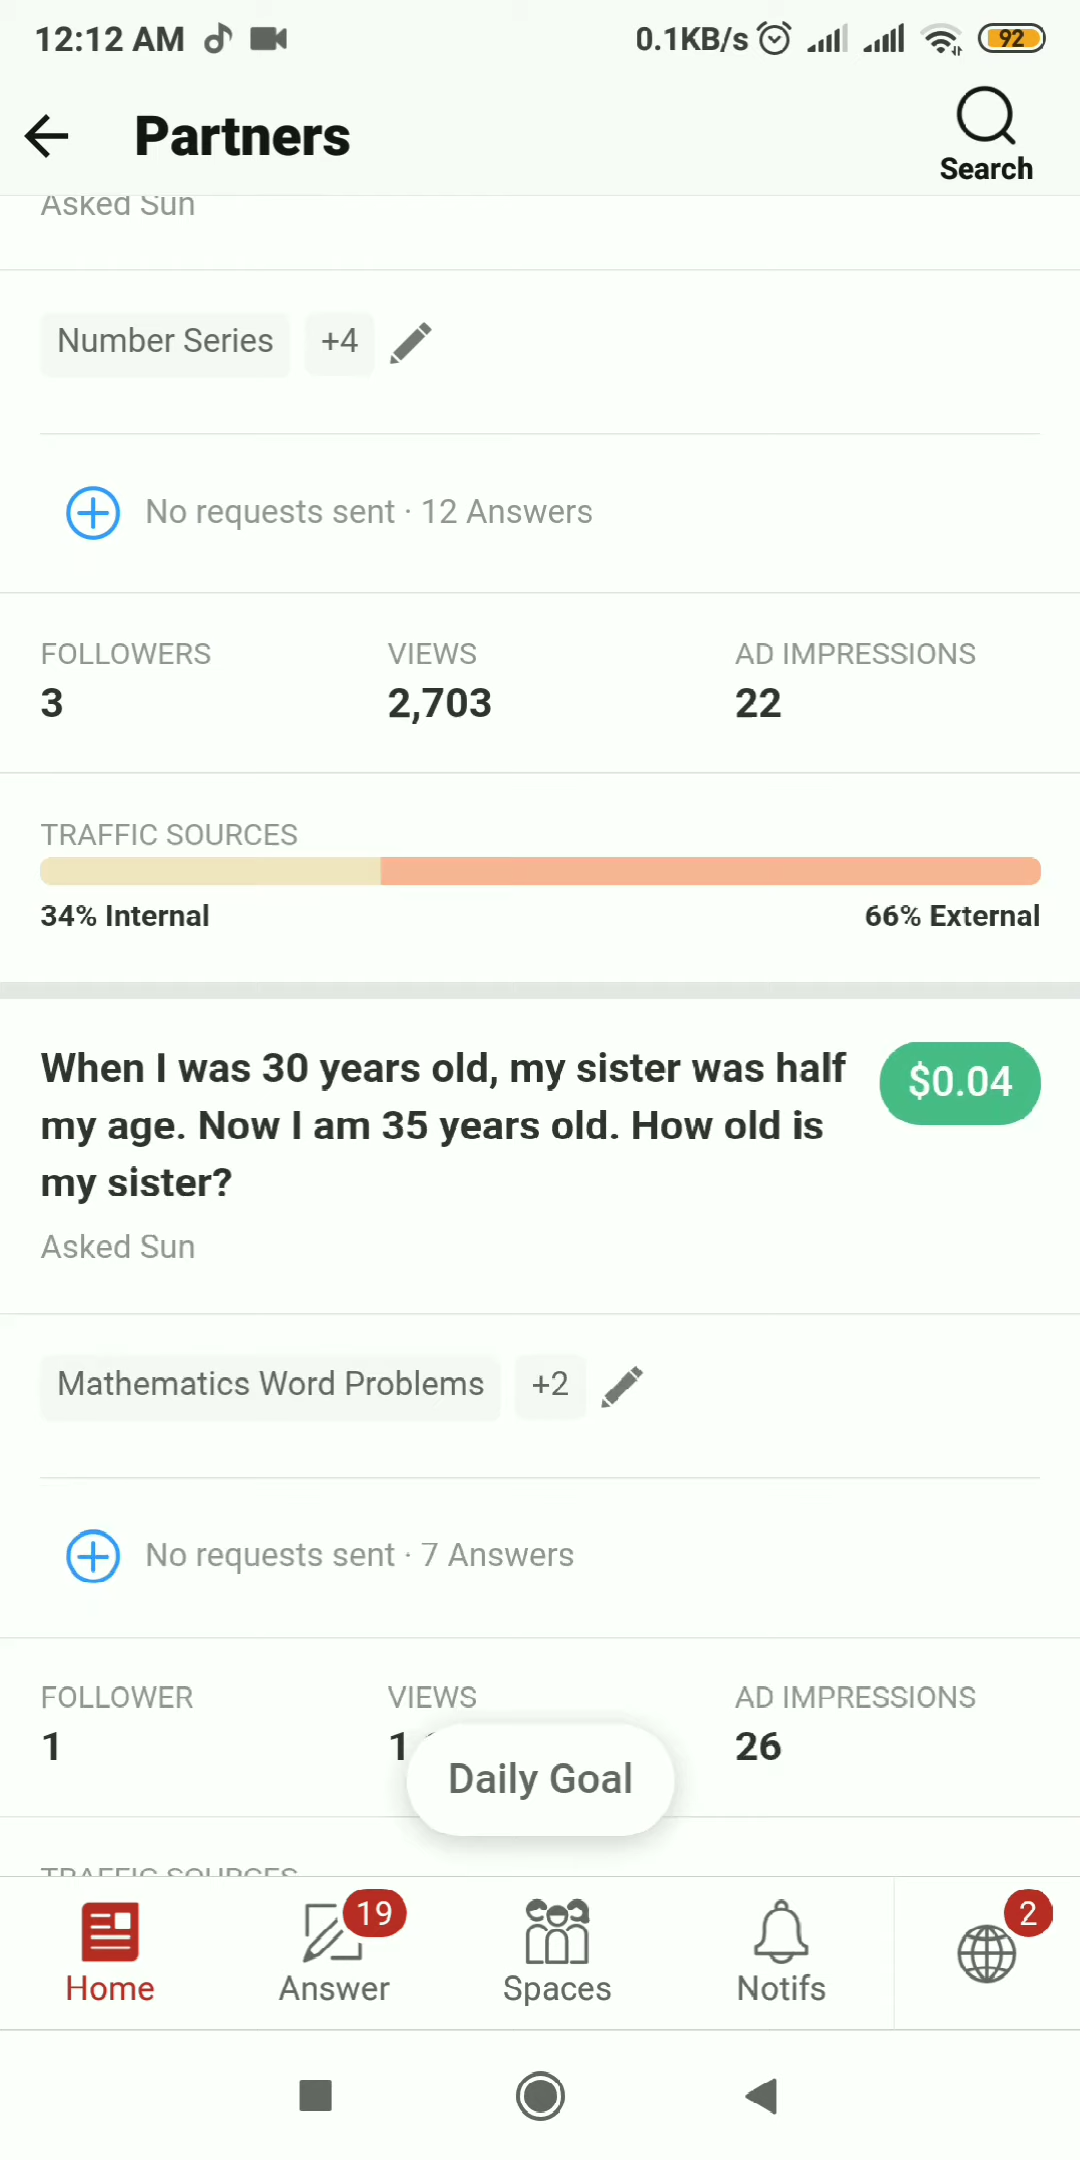 12:12 AM 0.1KB/s 92
Partners
Search
Asked Sun
Number Series +4
No requests sent · 12 Answers
FOLLOWERS VIEWS AD IMPRESSIONS
3 2,703 22
TRAFFIC SOURCES
34% Internal 66% External
When I was 30 years old, my sister was half
my age. Now I am 35 years old. How old is
my sister?
$0.04
Asked Sun
Mathematics Word Problems +2
No requests sent · 7 Answers
FOLLOWER VIEWS AD IMPRESSIONS
1 26
Daily Goal
TRAFFIC SOURCES
19 2
Home Answer Spaces Notifs